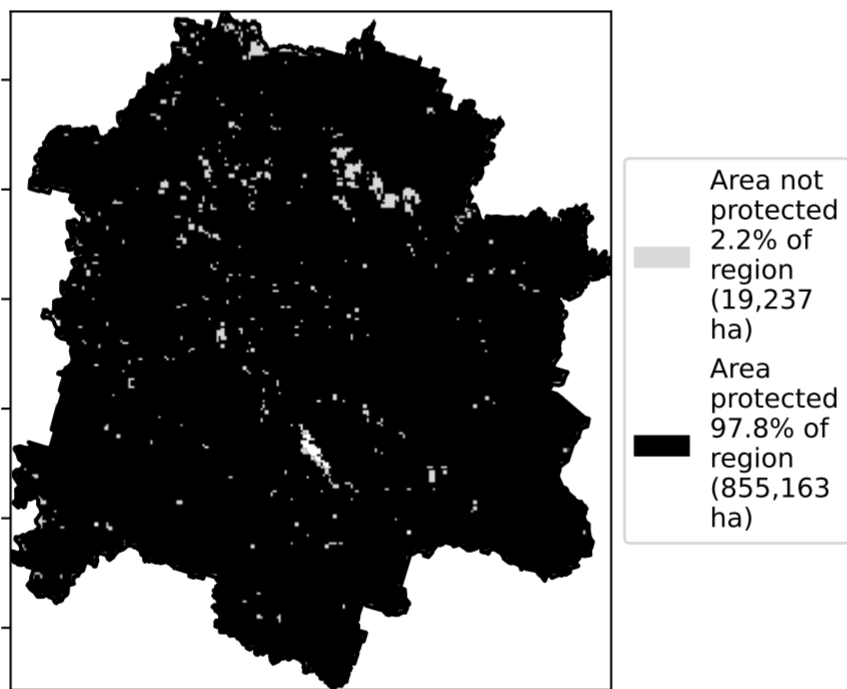 Area not
protected
2.2% of
region
(19,237
ha)
Area
protected
97.8% of
region
(855,163
ha)